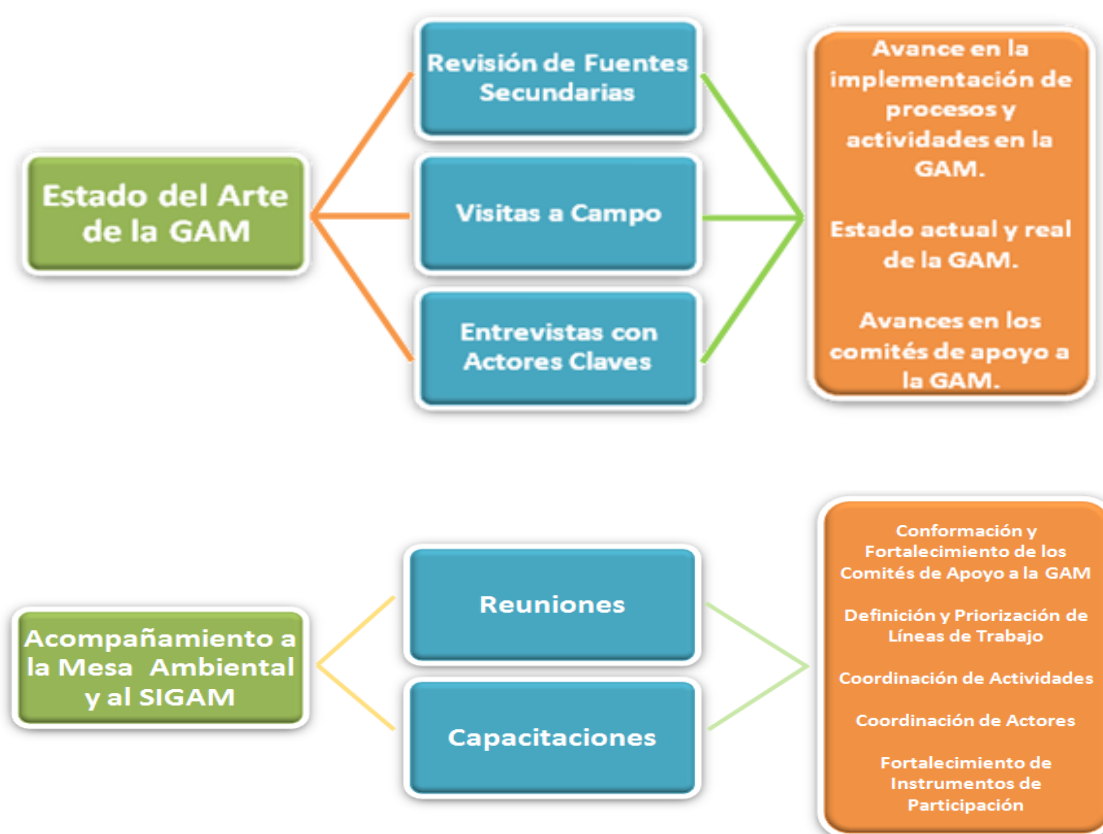 Estado del Arte
de la GAM
Revisión de Fuentes
Secundarias
Visitas a Campo
Entrevistas con
Actores Claves
Avance en la
implementación de
procesos y
actividades en la
GAM.
Estado actual y real
de la GAM.
Avances en los
comités de apoyo a
la GAM.
Acompañamiento a
la Mesa Ambiental
y al SIGAM
Reuniones
Capacitaciones
Conformación y
Fortalecimiento de los
Comités de Apoyo a la GAM
Definición y Priorización de
Líneas de Trabajo
Coordinación de Actividades
Coordinación de Actores
Fortalecimiento de
Instrumentos de
Participación